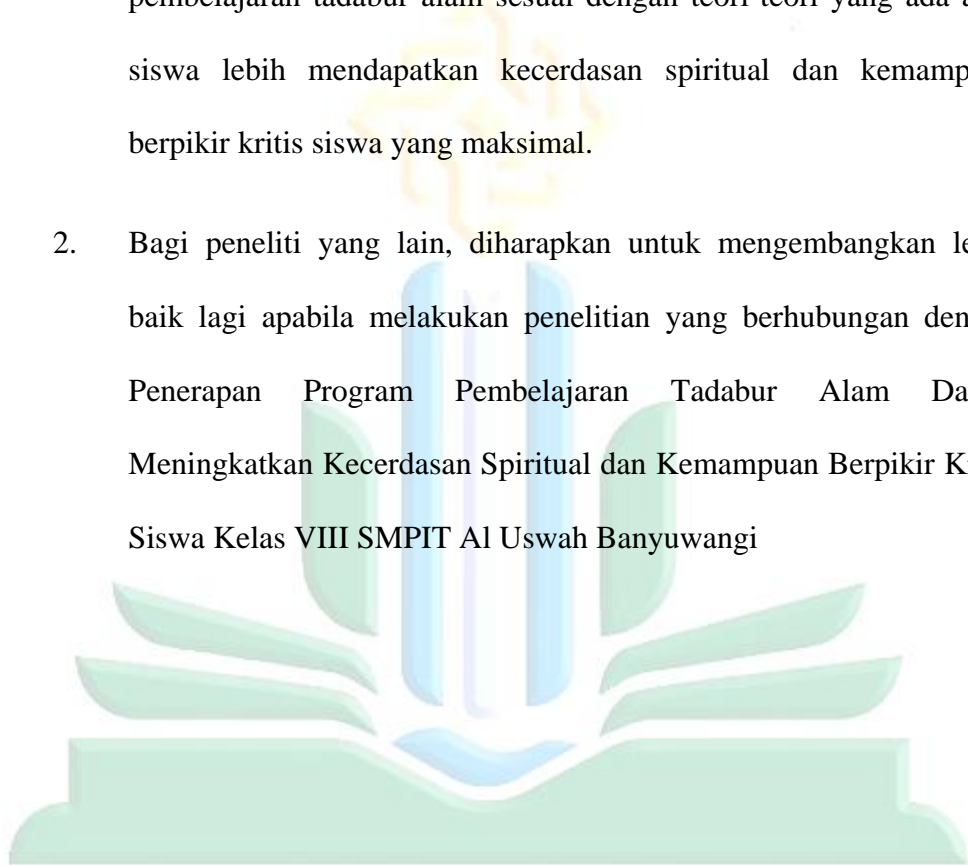 pembelajaran tadabur alam sesuai dengan teori-teori yang ada
siswa lebih mendapatkan kecerdasan spiritual dan kemamp
berpikir kritis siswa yang maksimal.
2. Bagi peneliti yang lain, diharapkan untuk mengembangkan le
baik lagi apabila melakukan penelitian yang berhubungan den
Penerapan Program Pembelajaran Tadabur Alam Da
Meningkatkan Kecerdasan Spiritual dan Kemampuan Berpikir K
Siswa Kelas VIII SMPIT Al Uswah Banyuwangi